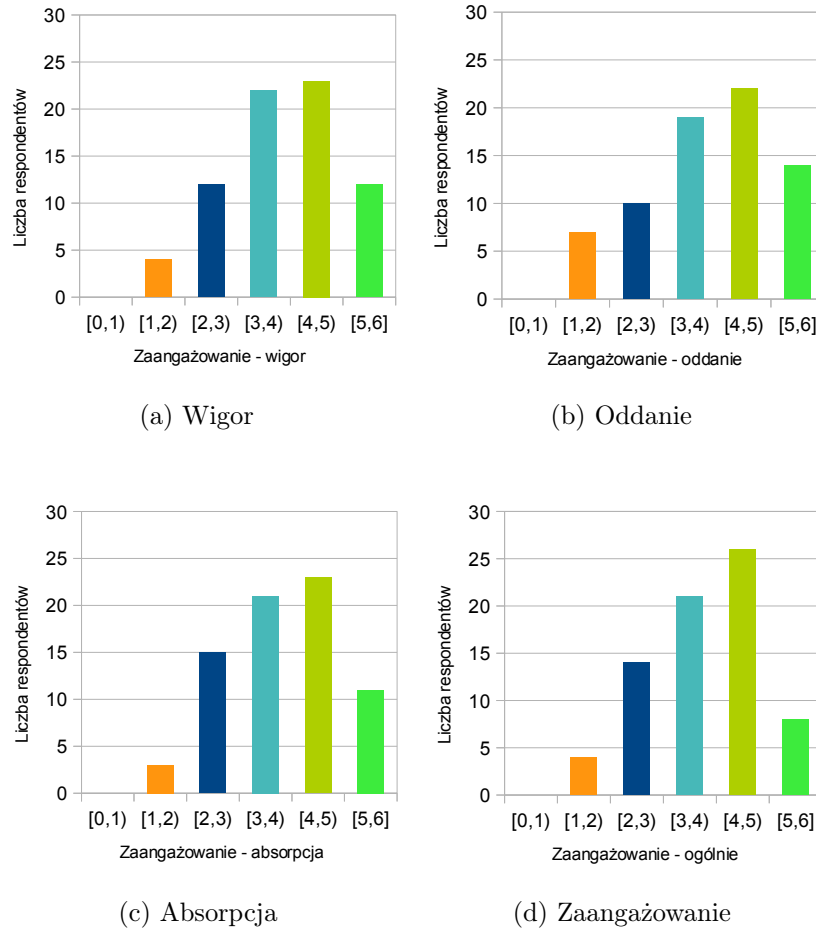 30
25
20
15
10
5
0
Liczba respondentów
[0,1) [1,2) [2,3) [3,4) [4,5) [5,6]
Zaangażowanie - wigor
(a) Wigor
30
25
20
15
10
5
0
Liczba respondentów
[0,1) [1,2) [2,3) [3,4) [4,5) [5,6]
Zaangażowanie - oddanie
(b) Oddanie
30
25
20
15
10
5
0
Liczba respondentów
[0,1) [1,2) [2,3) [3,4) [4,5) [5,6]
Zaangażowanie - absorpcja
(c) Absorpcja
30
25
20
15
10
5
0
Liczba respondentów
[0,1) [1,2) [2,3) [3,4) [4,5) [5,6]
Zaangażowanie - ogólnie
(d) Zaangażowanie